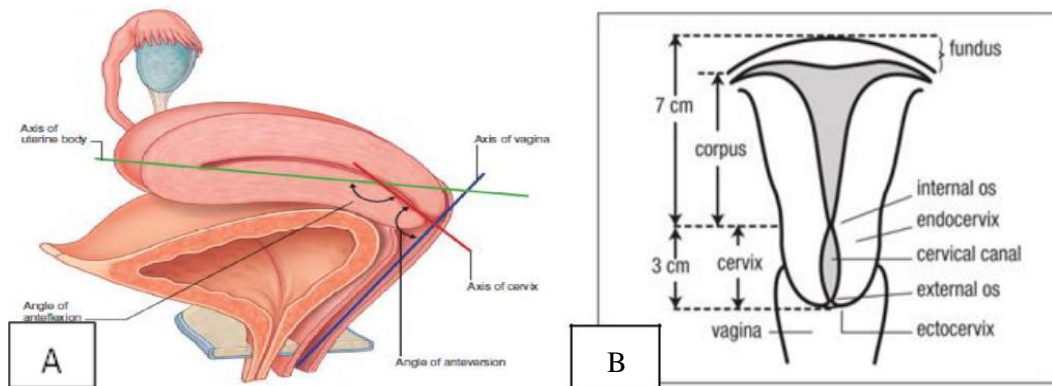 Axis of
uterine body
Axis of vagina
Axis of cervix
Angle of
anteflexion
Angle of anteversion
A
fundus
7 cm
corpus
internal os
endocervix
3 cm
cervix
cervical canal
external os
vagina
ectocervix
B